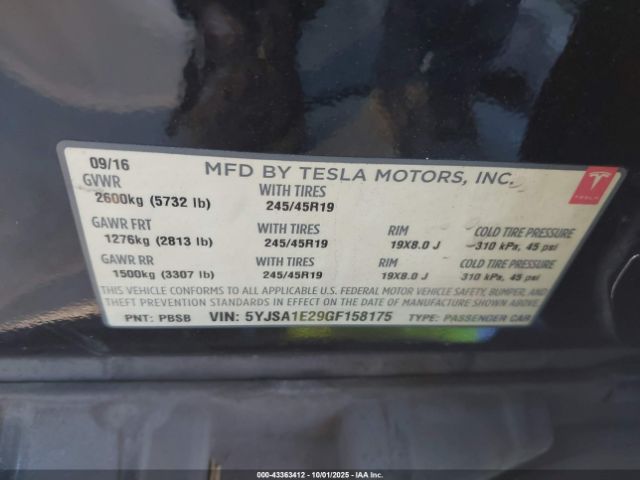 09/16 MFD BY TESLA MOTORS, INC.
TESLA
GVWR WITH TIRES
2600kg (5732 lb) 245/45R19
GAWR FRT WITH TIRES RIM COLD TIRE PRESSURE
1276kg (2813 lb) 245/45R19 19X8.0 J 310 kPa, 45 psi
GAWR RR WITH TIRES RIM COLD TIRE PRESSURE
1500kg (3307 lb) 245/45R19 19X8.0 J 310 kPa, 45 psi
THIS VEHICLE CONFORMS TO ALL APPLICABLE U.S. FEDERAL MOTOR VEHICLE SAFETY, BUMPER, AND
THEFT PREVENTION STANDARDS IN EFFECT ON THE DATE OF MANUFACTURE SHOWN ABOVE.
PNT: PBSB VIN: 5YJSA1E29GF158175 TYPE: PASSENGER CAR
000-43363412 - 10/01/2025 - IAAI INC.